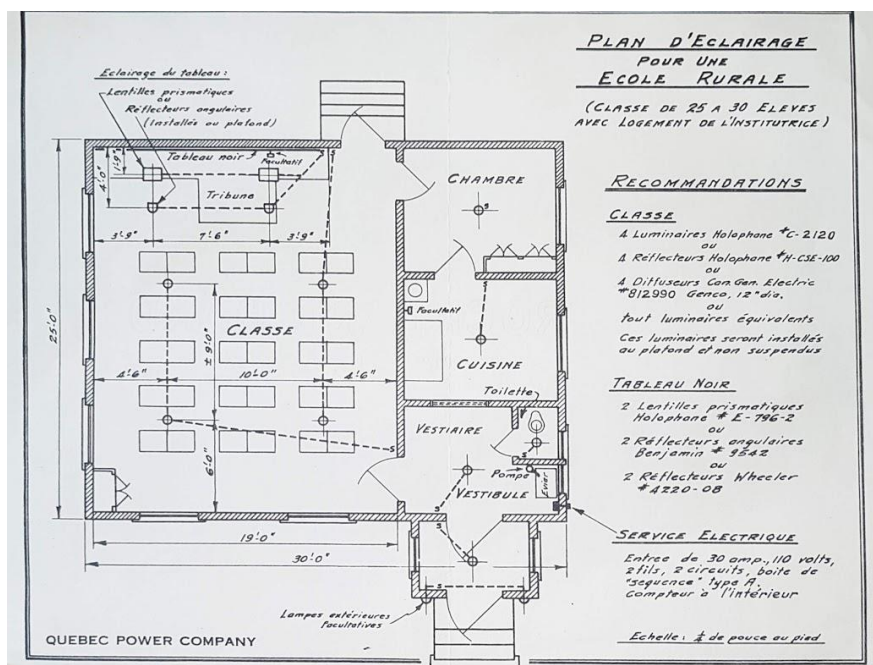 PLAN D'ECLAIRAGE
POUR UNE
ECOLE RURALE
(CLASSE DE 25 A 30 ELEVES
AVEC LOGEMENT DE L'INSTITUTRICE)
RECOMMANDATIONS
CLASSE
4 Luminaires Holophane #C-2120
ou
4 Réflecteurs Holophane #H-CSE-100
ou
4 Diffuseurs Can. Gen. Electric
#812990 Genco, 12" dia.
ou
tout luminaires équivalents
Ces luminaires seront installés
au plafond et non suspendus
TABLEAU NOIR
2 Lentilles prismatiques
Holophane # E-796-2
ou
2 Réflecteurs angulaires
Benjamin # 9542
ou
2 Réflecteurs Wheeler
#4220-08
SERVICE ELECTRIQUE
Entree de 30 amp., 110 volts,
2 fils, 2 circuits, boite de
"sequence" type A.
Compteur à l'intérieur
Echelle: ¼ de pouce au pied
Eclairage du tableau:
Lentilles prismatiques
ou
Réflecteurs angulaires
(Installés au plafond)
Tableau noir
Facultatif
S
S
1'-9"
4'-0"
Tribune
3'-9"
7'-6"
3'-9"
CHAMBRE
S
25'-0"
CLASSE
± 9'-0"
4'-6"
10'-0"
4'-6"
6'-0"
S
S
Facultatif
CUISINE
Toilette
VESTIAIRE
S
Pompe
Evier
VESTIBULE
S
S
S
S
19'-0"
30'-0"
Lampes extérieures
Facultatives
QUEBEC POWER COMPANY